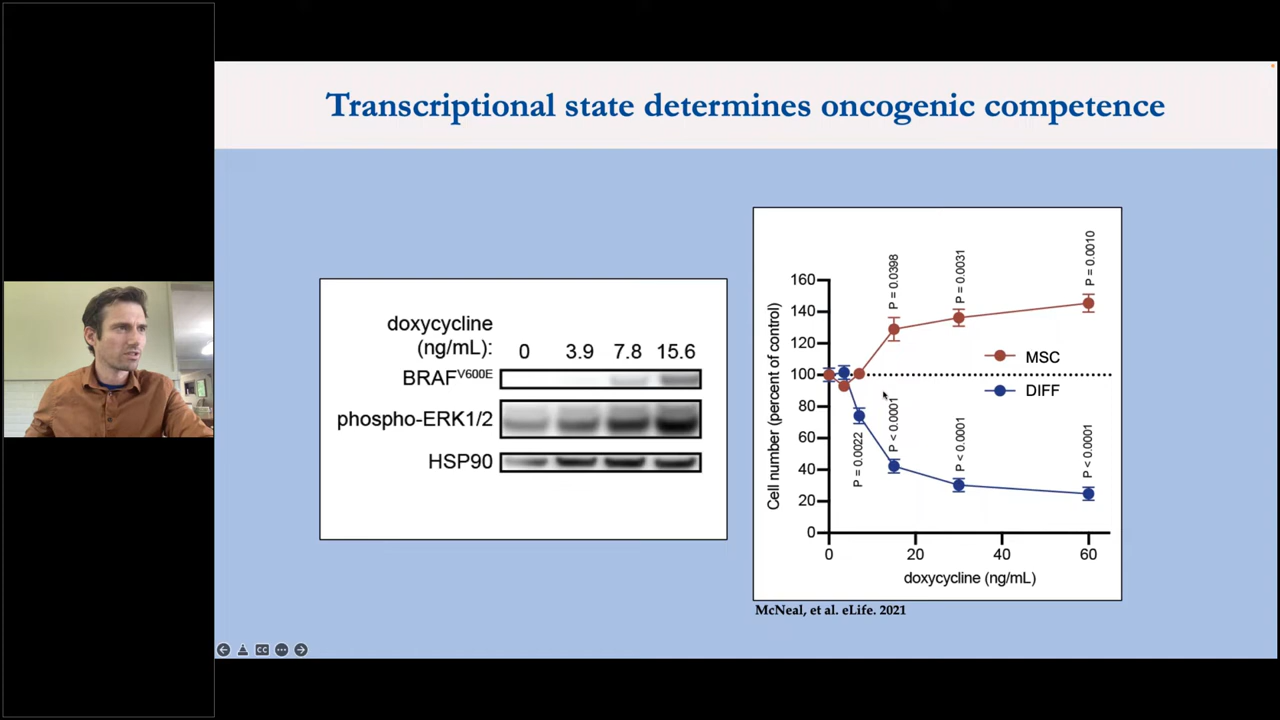 Transcriptional state determines oncogenic competence
doxycycline
(ng/mL): 0 3.9 7.8 15.6
BRAFV600E
phospho-ERK1/2
HSP90
Cell number (percent of control)
160
140
120
100
80
60
40
20
0
0 20 40 60
doxycycline (ng/mL)
P = 0.0398
P = 0.0031
P = 0.0010
MSC
DIFF
P = 0.0022
P < 0.0001
P < 0.0001
P < 0.0001
McNeal, et al. eLife. 2021
CC